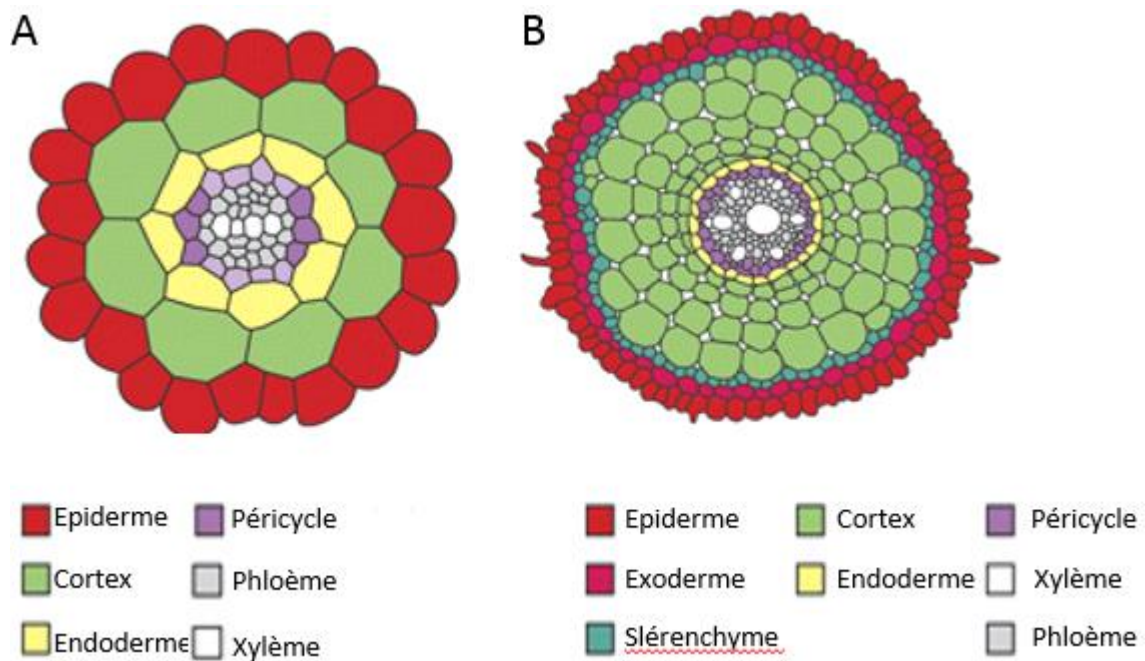 A
B
Epiderme
Péricycle
Cortex
Phloème
Endoderme
Xylème
Epiderme
Cortex
Péricycle
Exoderme
Endoderme
Xylème
Slérenchyme
Phloème